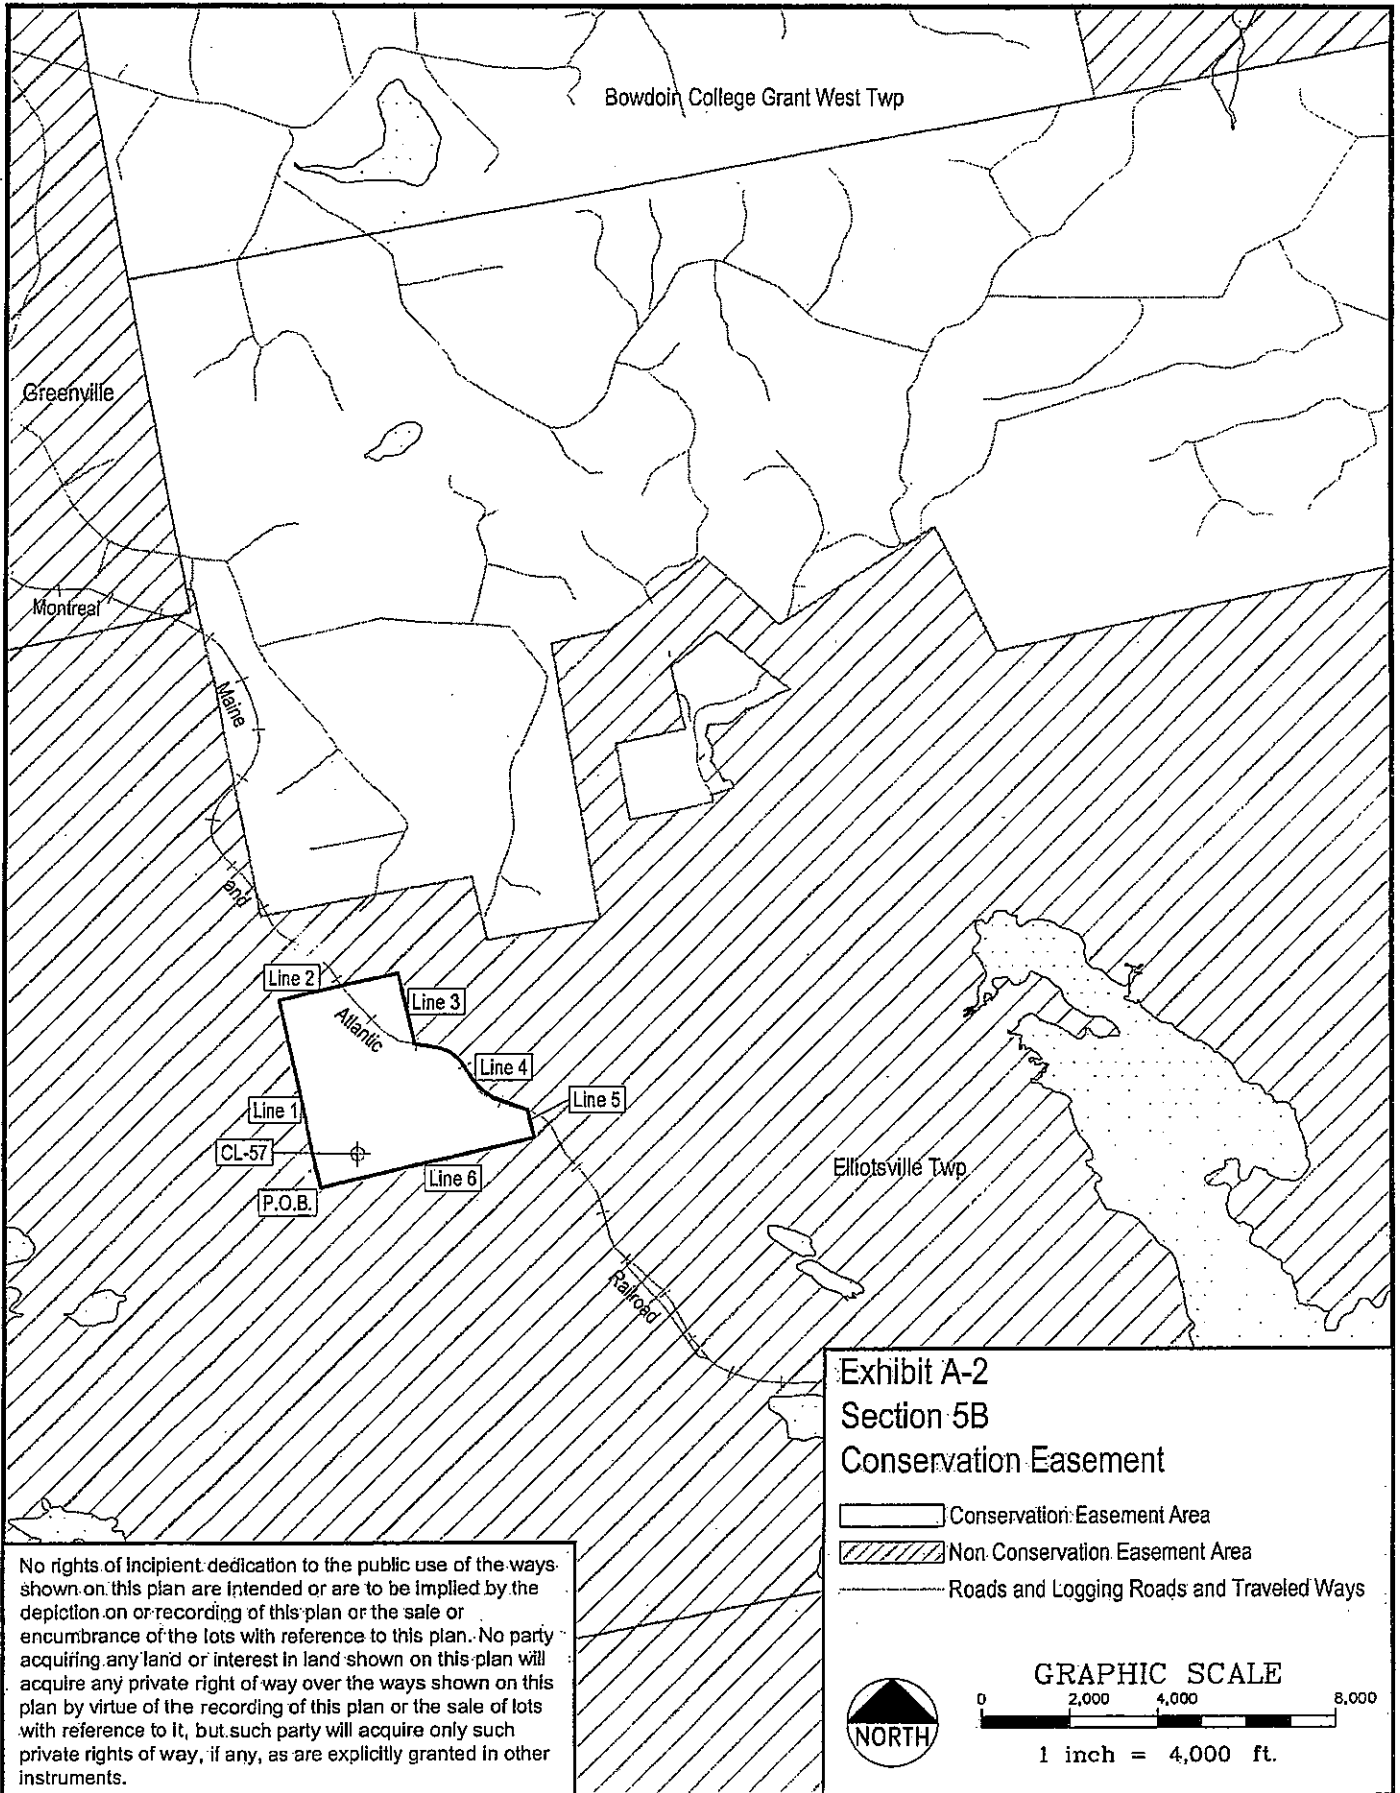 Bowdoin College Grant West Twp
Greenville
Montreal
Maine
and
Line 2
Line 3
Atlantic
Line 4
Line 5
Line 1
CL-57
Line 6
P.O.B.
Elliotsville Twp
Railroad
Exhibit A-2
Section 5B
Conservation Easement
Conservation Easement Area
Non Conservation Easement Area
Roads and Logging Roads and Traveled Ways
No rights of incipient dedication to the public use of the ways
shown on this plan are intended or are to be implied by the
depiction on or recording of this plan or the sale or
encumbrance of the lots with reference to this plan. No party
acquiring any land or interest in land shown on this plan will
acquire any private right of way over the ways shown on this
plan by virtue of the recording of this plan or the sale of lots
with reference to it, but such party will acquire only such
private rights of way, if any, as are explicitly granted in other
instruments.
NORTH
GRAPHIC SCALE
0 2,000 4,000 8,000
1 inch = 4,000 ft.